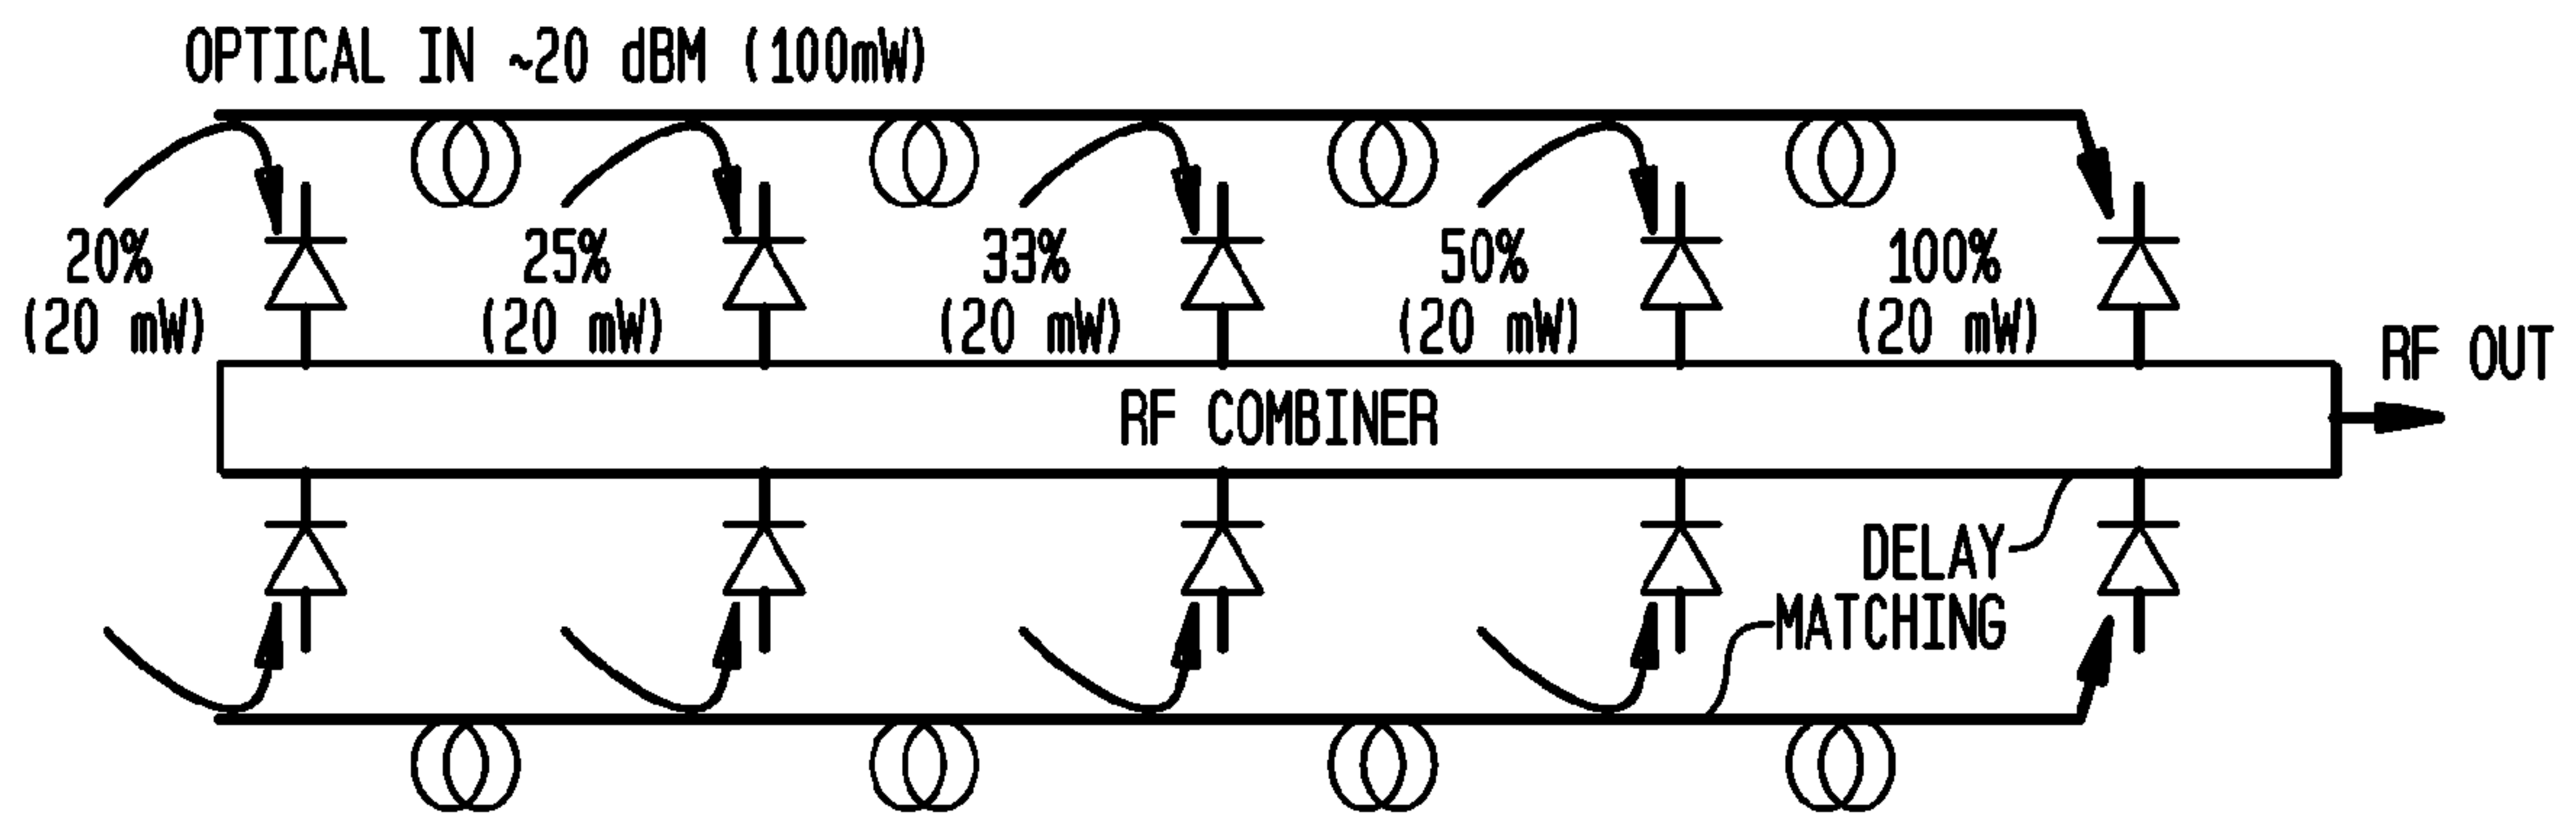 OPTICAL IN ~20 dBM (100mW)
20%
(20 mW)
25%
(20 mW)
33%
(20 mW)
50%
(20 mW)
100%
(20 mW)
RF OUT
RF COMBINER
DELAY
MATCHING